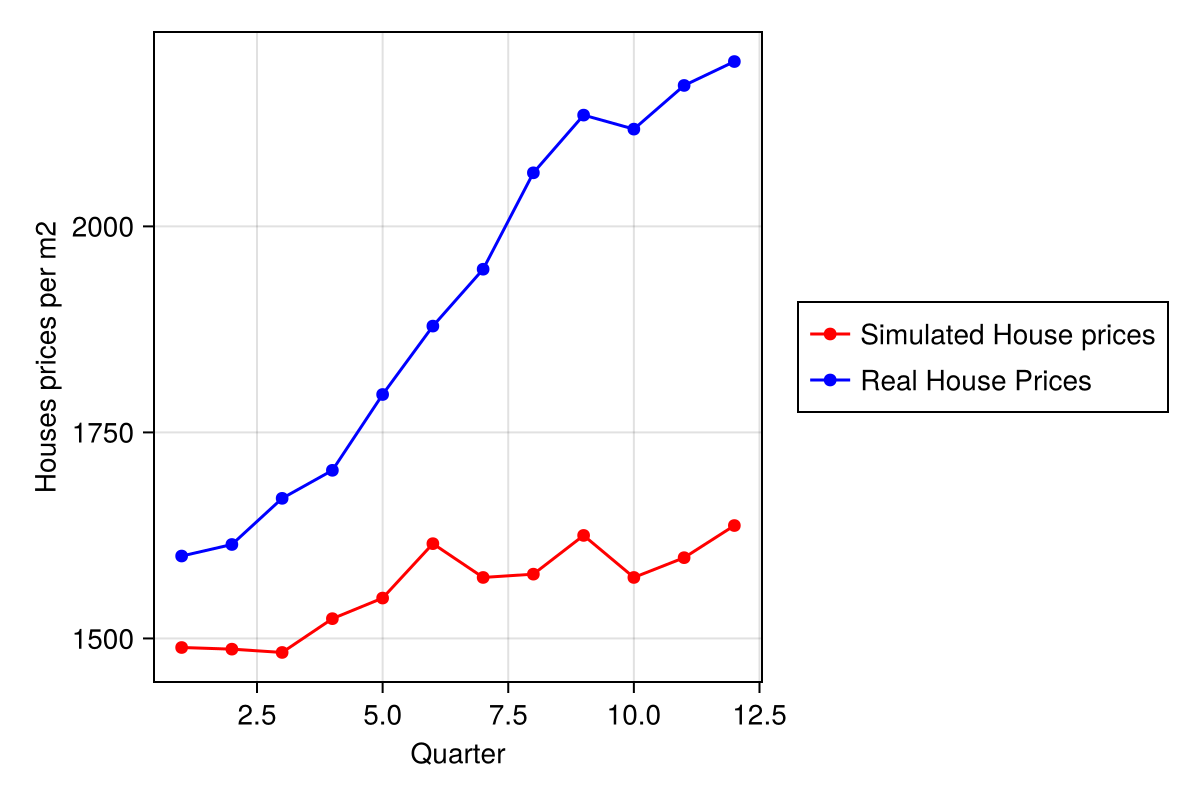 2000
1750
1500
Houses prices per m2
2.5 5.0 7.5 10.0 12.5
Quarter
Simulated House prices
Real House Prices